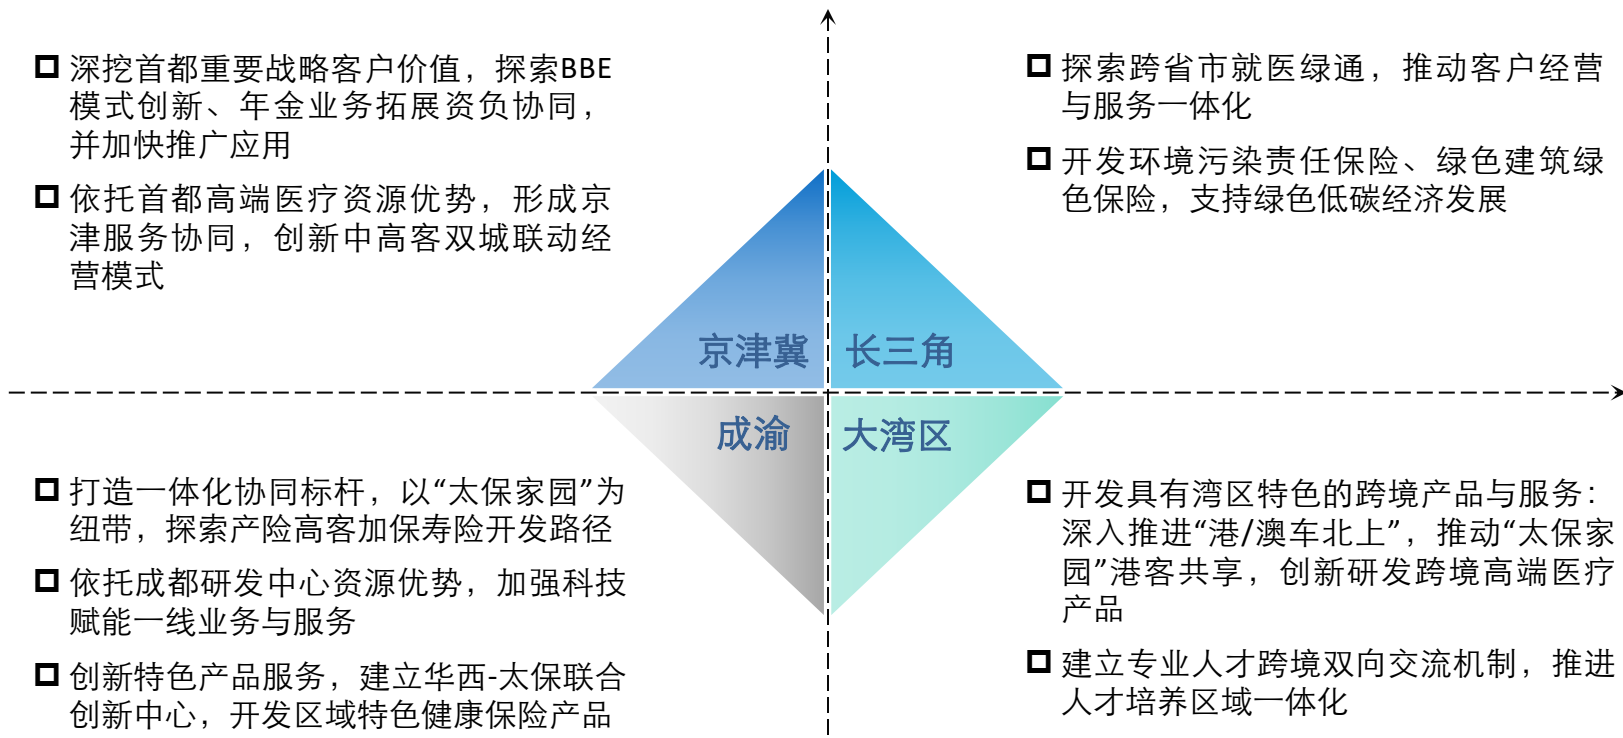 深挖首都重要战略客户价值，探索BBE
模式创新、年金业务拓展资负协同，
并加快推广应用
依托首都高端医疗资源优势，形成京
津服务协同，创新中高客双城联动经
营模式
探索跨省市就医绿通，推动客户经营
与服务一体化
开发环境污染责任保险、绿色建筑绿
色保险，支持绿色低碳经济发展
京津冀
长三角
成渝
大湾区
打造一体化协同标杆，以“太保家园”为
纽带，探索产险高客加保寿险开发路径
依托成都研发中心资源优势，加强科技
赋能一线业务与服务
创新特色产品服务，建立华西-太保联合
创新中心，开发区域特色健康保险产品
开发具有湾区特色的跨境产品与服务：
深入推进“港/澳车北上”，推动“太保家
园”港客共享，创新研发跨境高端医疗
产品
建立专业人才跨境双向交流机制，推进
人才培养区域一体化